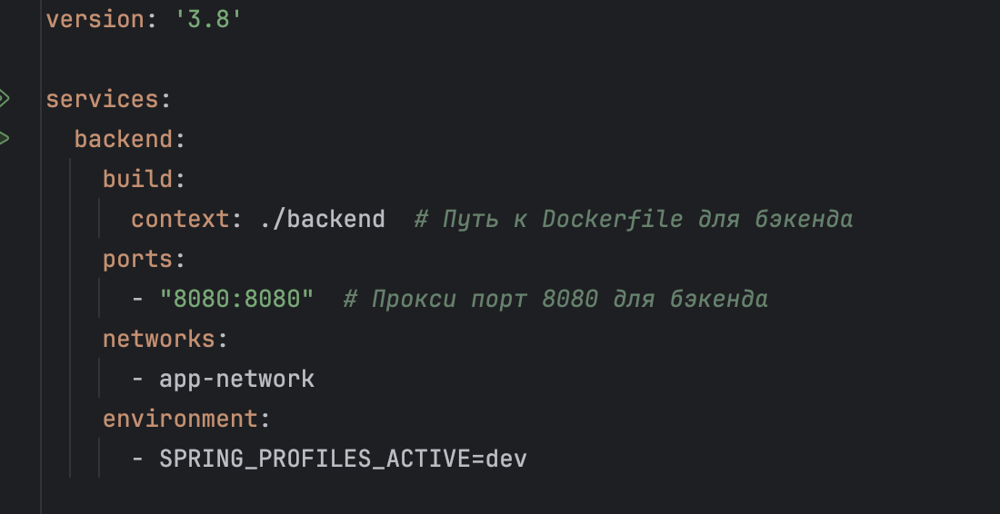 version: '3.8'
services:
backend:
build:
context: ./backend # Путь к Dockerfile для бэкенда
ports:
- "8080:8080" # Прокси порт 8080 для бэкенда
networks:
- app-network
environment:
- SPRING_PROFILES_ACTIVE=dev